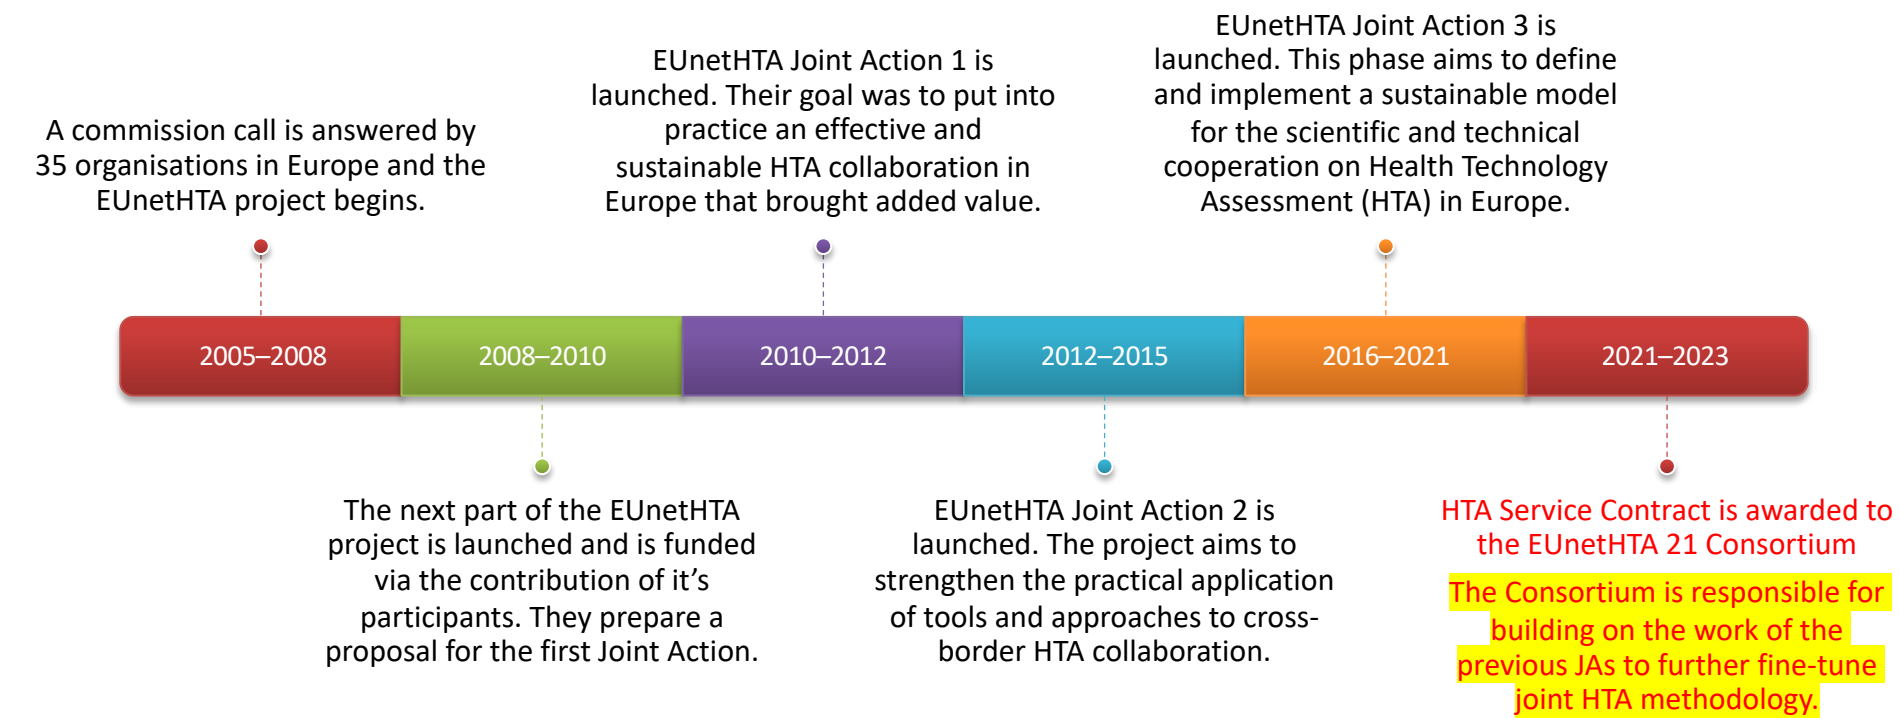 A commission call is answered by
35 organisations in Europe and the
EUnetHTA project begins.
EUnetHTA Joint Action 1 is
launched. Their goal was to put into
practice an effective and
sustainable HTA collaboration in
Europe that brought added value.
EUnetHTA Joint Action 3 is
launched. This phase aims to define
and implement a sustainable model
for the scientific and technical
cooperation on Health Technology
Assessment (HTA) in Europe.
2005–2008
2008–2010
2010–2012
2012–2015
2016–2021
2021–2023
The next part of the EUnetHTA
project is launched and is funded
via the contribution of it’s
participants. They prepare a
proposal for the first Joint Action.
EUnetHTA Joint Action 2 is
launched. The project aims to
strengthen the practical application
of tools and approaches to cross-
border HTA collaboration.
HTA Service Contract is awarded to
the EUnetHTA 21 Consortium
The Consortium is responsible for
building on the work of the
previous JAs to further fine-tune
joint HTA methodology.